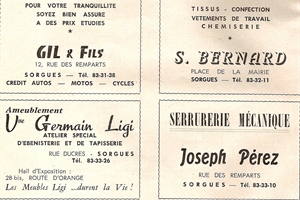 POUR VOTRE TRANQUILLITE
SOYEZ BIEN ASSURE
A DES PRIX ETUDIES
GIL & Fils
12, RUE DES REMPARTS
SORGUES — Tél. 83-31-38
CREDIT AUTOS — MOTOS — CYCLES
TISSUS - CONFECTION
VETEMENTS DE TRAVAIL
CHEMISERIE
S. BERNARD
PLACE DE LA MAIRIE
SORGUES — Tél. 83-32-11
Ameublement
Vve Germain Ligi
ATELIER SPECIAL
D'EBENISTERIE ET DE TAPISSERIE
RUE DUCRES - SORGUES
Tél. 83-33-26
Hall d'Exposition :
28 bis, ROUTE D'ORANGE
Les Meubles Ligi ...durent la Vie !
SERRURERIE MÉCANIQUE
Joseph Pérez
RUE DES REMPARTS
SORGUES — Tél. 83-33-10